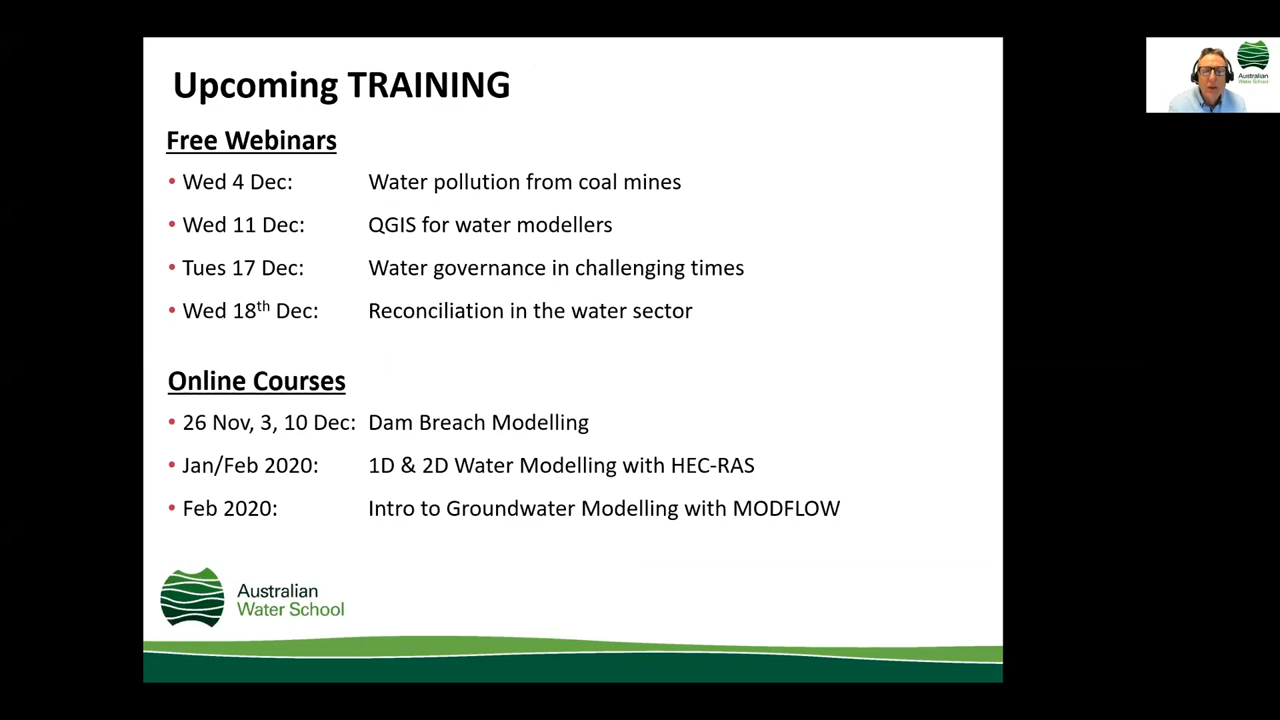 Upcoming TRAINING
Free Webinars
• Wed 4 Dec: Water pollution from coal mines
• Wed 11 Dec: QGIS for water modellers
• Tues 17 Dec: Water governance in challenging times
• Wed 18th Dec: Reconciliation in the water sector
Online Courses
• 26 Nov, 3, 10 Dec: Dam Breach Modelling
• Jan/Feb 2020: 1D & 2D Water Modelling with HEC-RAS
• Feb 2020: Intro to Groundwater Modelling with MODFLOW
Australian
Water School
Australian
Water School